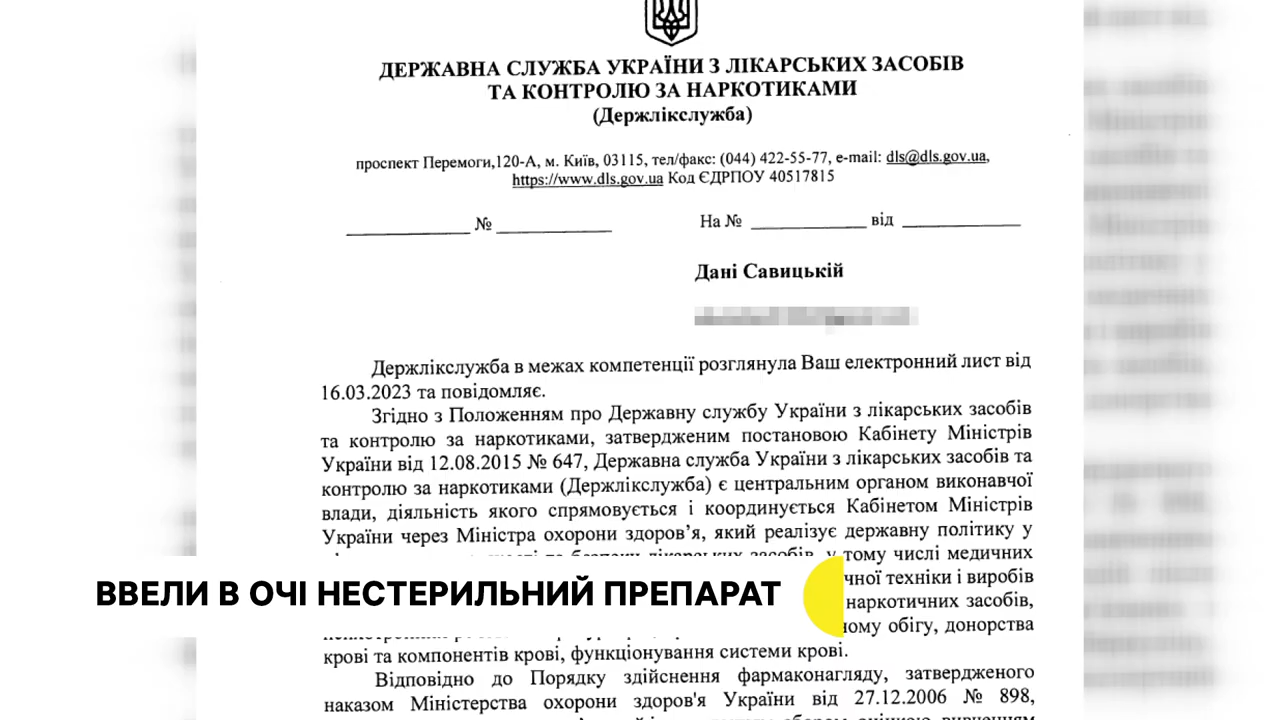 ДЕРЖАВНА СЛУЖБА УКРАЇНИ З ЛІКАРСЬКИХ ЗАСОБІВ
ТА КОНТРОЛЮ ЗА НАРКОТИКАМИ
(Держлікслужба)
проспект Перемоги,120-А, м. Київ, 03115, тел/факс: (044) 422-55-77, e-mail: dls@dls.gov.ua,
https://www.dls.gov.ua Код ЄДРПОУ 40517815
№
На № від
Дані Савицькій
Держлікслужба в межах компетенції розглянула Ваш електронний лист від
16.03.2023 та повідомляє.
Згідно з Положенням про Державну службу України з лікарських засобів
та контролю за наркотиками, затвердженим постановою Кабінету Міністрів
України від 12.08.2015 № 647, Державна служба України з лікарських засобів та
контролю за наркотиками (Держлікслужба) є центральним органом виконавчої
влади, діяльність якого спрямовується і координується Кабінетом Міністрів
України через Міністра охорони здоров’я, який реалізує державну політику у
та безпеки лікарських засобів, у тому числі медичних
техніки і виробів
ВВЕЛИ В ОЧІ НЕСТЕРИЛЬНИЙ ПРЕПАРАТ
наркотичних засобів,
обігу, донорства
крові та компонентів крові, функціонування системи крові.
Відповідно до Порядку здійснення фармаконагляду, затвердженого
наказом Міністерства охорони здоров'я України від 27.12.2006 № 898,